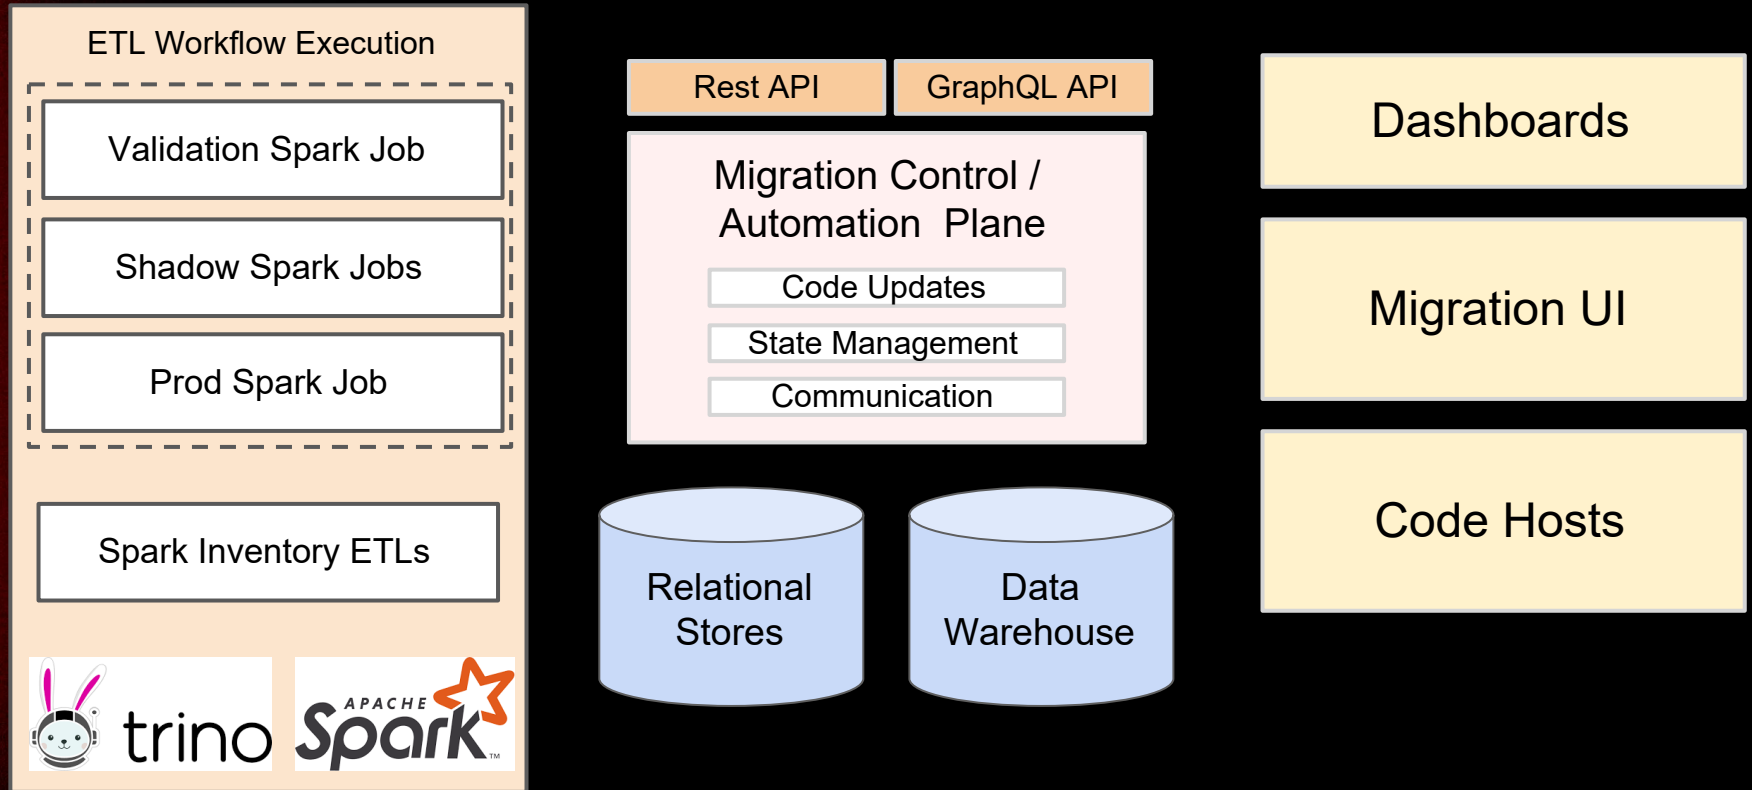 ETL Workflow Execution
Validation Spark Job
Shadow Spark Jobs
Prod Spark Job
Spark Inventory ETLs
trino
APACHE
Spark™
Rest API
GraphQL API
Migration Control /
Automation Plane
Code Updates
State Management
Communication
Relational
Stores
Data
Warehouse
Dashboards
Migration UI
Code Hosts